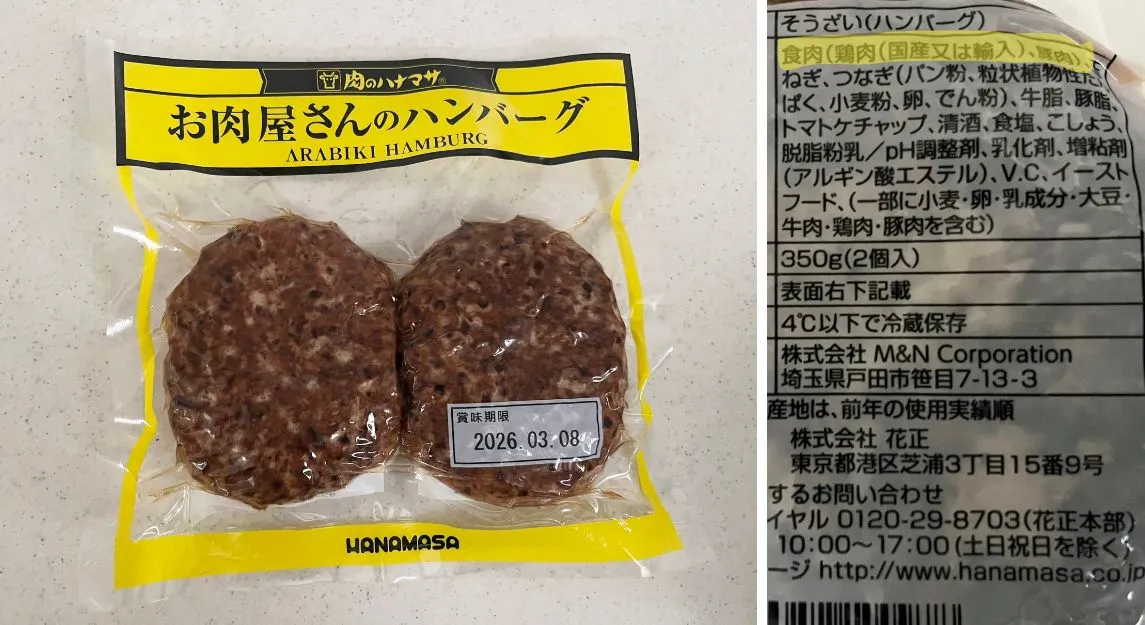 肉のハナマサ®
お肉屋さんのハンバーグ
ARABIKI HAMBURG
賞味期限
2026.03.08
HANAMASA
そうざい(ハンバーグ)
食肉(鶏肉(国産又は輸入)、豚肉)、
ねぎ、つなぎ(パン粉、粒状植物性た
ぱく、小麦粉、卵、でん粉)、牛脂、豚脂、
トマトケチャップ、清酒、食塩、こしょう、
脱脂粉乳/pH調整剤、乳化剤、増粘剤
(アルギン酸エステル)、V.C、イースト
フード、(一部に小麦・卵・乳成分・大豆・
牛肉・鶏肉・豚肉を含む)
350g(2個入)
表面右下記載
4℃以下で冷蔵保存
株式会社 M&N Corporation
埼玉県戸田市笹目7-13-3
産地は、前年の使用実績順
株式会社 花正
東京都港区芝浦3丁目15番9号
するお問い合わせ
イヤル 0120-29-8703(花正本部)
10:00～17:00(土日祝日を除く)
ージ http://www.hanamasa.co.jp